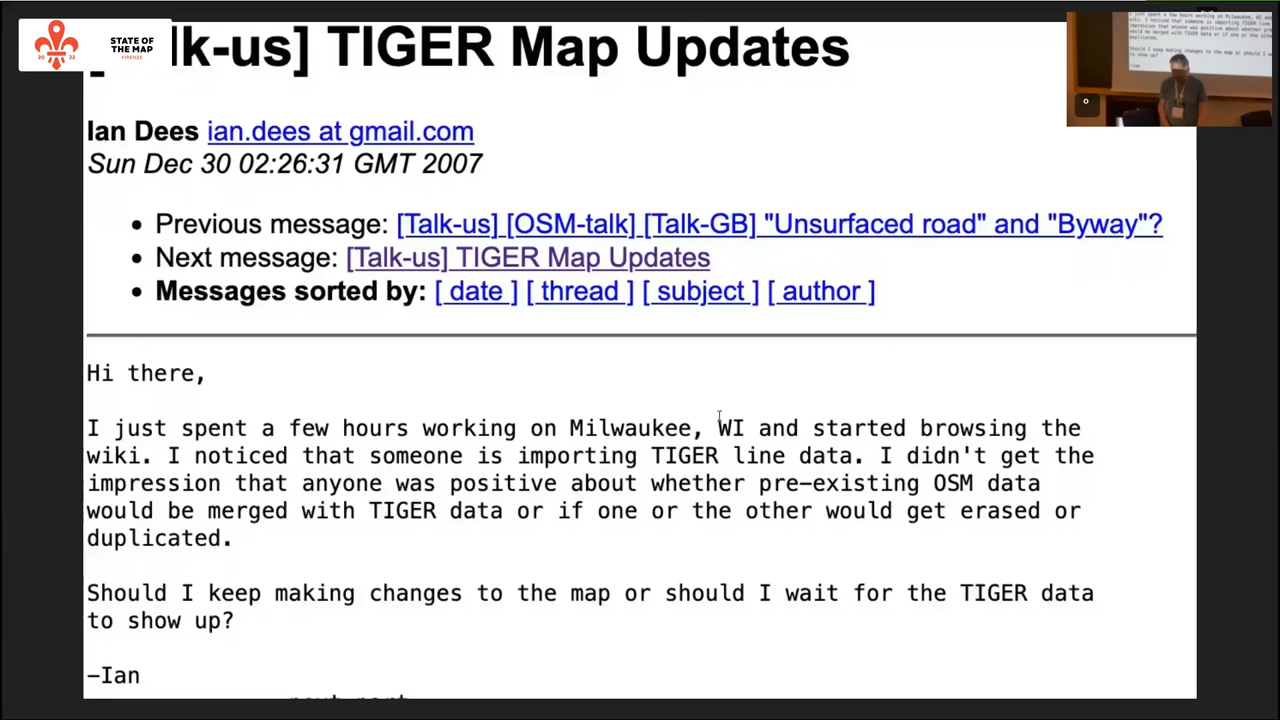 STATE OF
THE MAP
FIRENZE
20 22
lk-us] TIGER Map Updates
Ian Dees ian.dees at gmail.com
Sun Dec 30 02:26:31 GMT 2007
• Previous message: [Talk-us] [OSM-talk] [Talk-GB] "Unsurfaced road" and "Byway"?
• Next message: [Talk-us] TIGER Map Updates
• Messages sorted by: [ date ] [ thread ] [ subject ] [ author ]
Hi there,
I just spent a few hours working on Milwaukee, WI and started browsing the
wiki. I noticed that someone is importing TIGER line data. I didn't get the
impression that anyone was positive about whether pre-existing OSM data
would be merged with TIGER data or if one or the other would get erased or
duplicated.
Should I keep making changes to the map or should I wait for the TIGER data
to show up?
-Ian